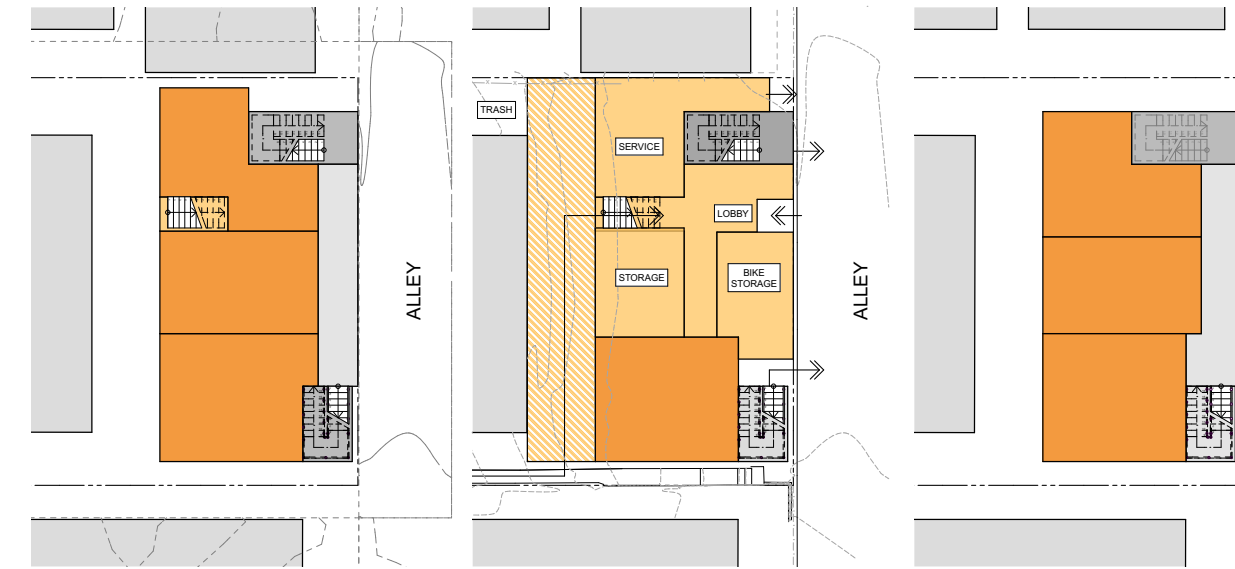 TRASH
SERVICE
LOBBY
STORAGE
BIKE
STORAGE
ALLEY
ALLEY